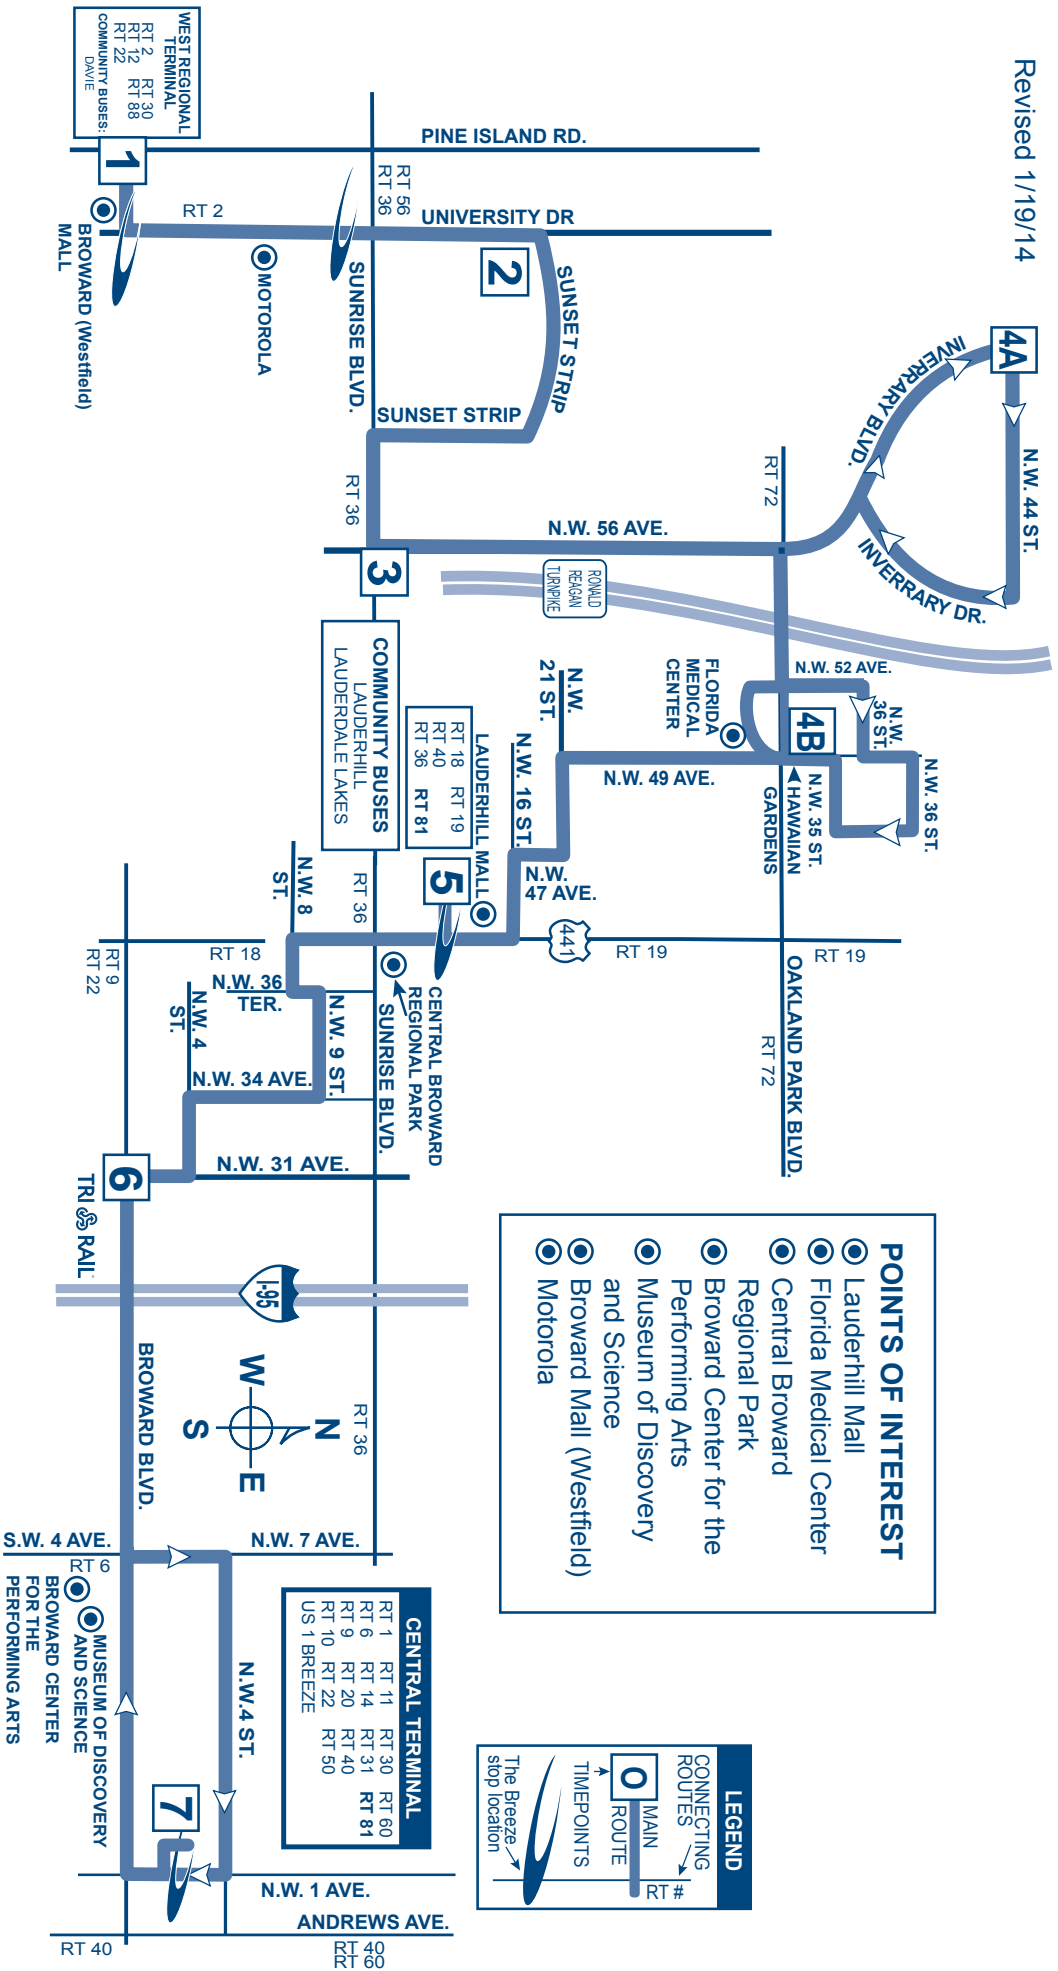 Revised 1/19/14
WEST REGIONAL
TERMINAL
RT 2 RT 30
RT 12 RT 88
RT 22
COMMUNITY BUSES:
DAVIE
1
BROWARD (Westfield)
MALL
RT 2
MOTOROLA
PINE ISLAND RD.
RT 56
RT 36
UNIVERSITY DR
SUNRISE BLVD.
2
SUNSET STRIP
SUNSET STRIP
RT 36
3
N.W. 56 AVE.
RT 72
4A
INVERRARY BLVD.
N.W. 44 ST.
INVERRARY DR.
RONALD
REAGAN
TURNPIKE
COMMUNITY BUSES
LAUDERHILL
LAUDERDALE LAKES
N.W. 52 AVE.
N.W.
36 ST.
N.W. 36 ST.
4B
N.W. 35 ST.
HAWAIIAN
GARDENS
FLORIDA
MEDICAL
CENTER
N.W. 49 AVE.
N.W.
21 ST.
N.W. 16 ST.
N.W.
47 AVE.
LAUDERHILL MALL
RT 18 RT 19
RT 40
RT 36 RT 81
5
441
RT 19
RT 19
OAKLAND PARK BLVD.
RT 72
RT 36
N.W. 8
ST.
RT 18
RT 9
RT 22
CENTRAL BROWARD
REGIONAL PARK
SUNRISE BLVD.
N.W. 36
TER.
N.W. 9 ST.
N.W. 4
ST.
N.W. 34 AVE.
N.W. 31 AVE.
6
TRI RAIL
I-95
BROWARD BLVD.
N
W
E
S
RT 36
POINTS OF INTEREST
Lauderhill Mall
Florida Medical Center
Central Broward
Regional Park
Broward Center for the
Performing Arts
Museum of Discovery
and Science
Broward Mall (Westfield)
Motorola
S.W. 4 AVE.
RT 6
N.W. 7 AVE.
BROWARD CENTER
FOR THE
PERFORMING ARTS
MUSEUM OF DISCOVERY
AND SCIENCE
N.W.4 ST.
CENTRAL TERMINAL
RT 1 RT 11 RT 30 RT 60
RT 6 RT 14 RT 31 RT 81
RT 9 RT 20 RT 40
RT 10 RT 22 RT 50
US 1 BREEZE
7
N.W. 1 AVE.
ANDREWS AVE.
RT 40
RT 40
RT 60
LEGEND
CONNECTING
ROUTES
RT #
0
MAIN
ROUTE
TIMEPOINTS
The Breeze
stop location